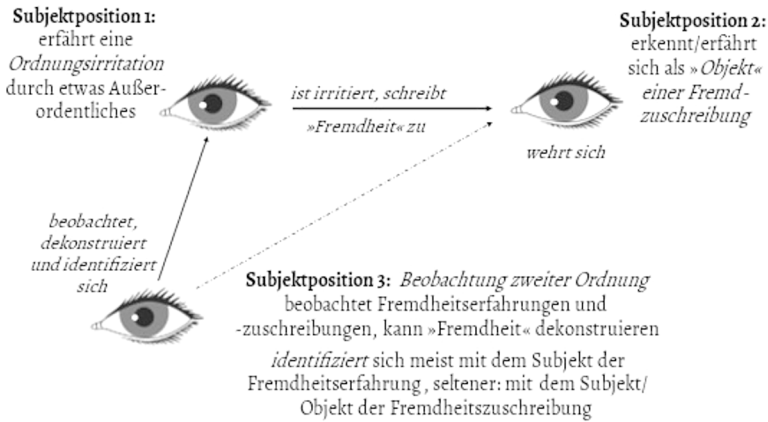 Subjektposition 1:
erfährt eine
Ordnungsirritation
durch etwas Außer-
ordentliches
ist irritiert, schreibt
»Fremdheit« zu
Subjektposition 2:
erkennt/erfährt
sich als »Objekt«
einer Fremd-
zuschreibung
wehrt sich
beobachtet,
dekonstruiert
und identifiziert
sich
Subjektposition 3: Beobachtung zweiter Ordnung
beobachtet Fremdheitserfahrungen und
-zuschreibungen, kann »Fremdheit« dekonstruieren
identifiziert sich meist mit dem Subjekt der
Fremdheitserfahrung, seltener: mit dem Subjekt/
Objekt der Fremdheitszuschreibung